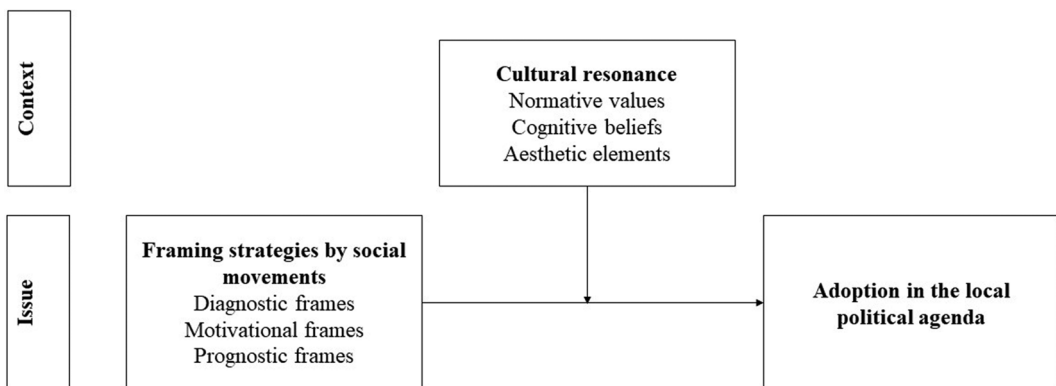 Context
Cultural resonance
Normative values
Cognitive beliefs
Aesthetic elements
Issue
Framing strategies by social
movements
Diagnostic frames
Motivational frames
Prognostic frames
Adoption in the local
political agenda